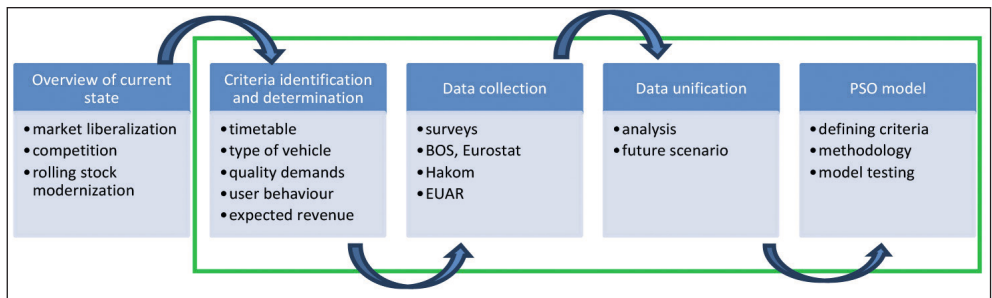 Overview of current
state
• market liberalization
• competition
• rolling stock
modernization
Criteria identification
and determination
• timetable
• type of vehicle
• quality demands
• user behaviour
• expected revenue
Data collection
• surveys
• BOS, Eurostat
• Hakom
• EUAR
Data unification
• analysis
• future scenario
PSO model
• defining criteria
• methodology
• model testing